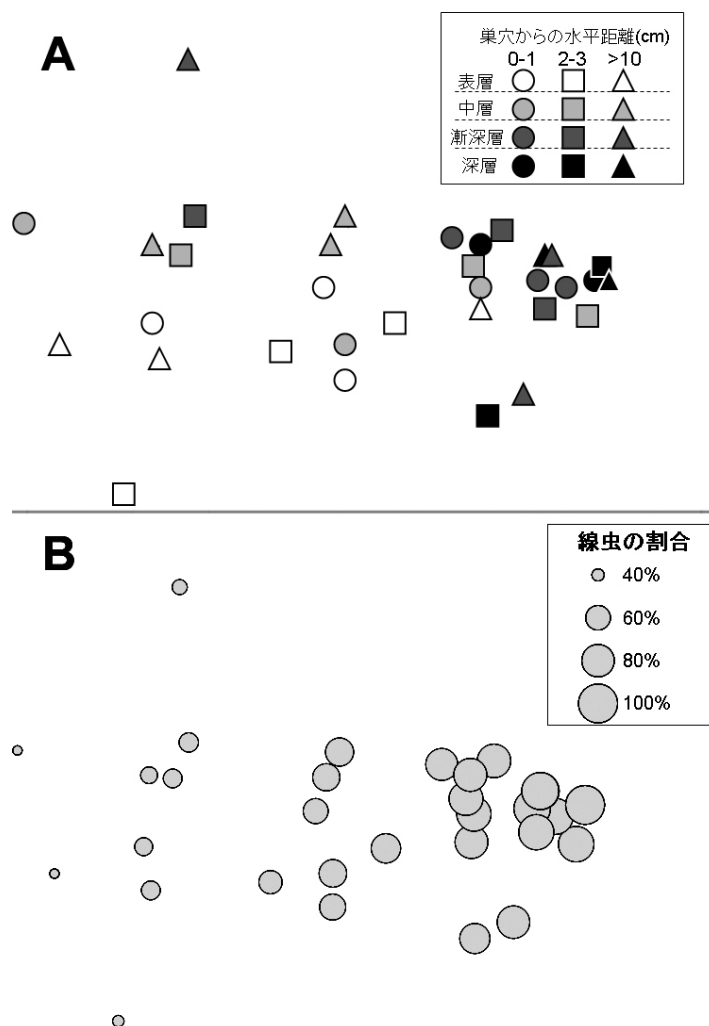 A
巣穴からの水平距離(cm)
0-1 2-3 >10
表層
中層
漸深層
深層
B
線虫の割合
40%
60%
80%
100%